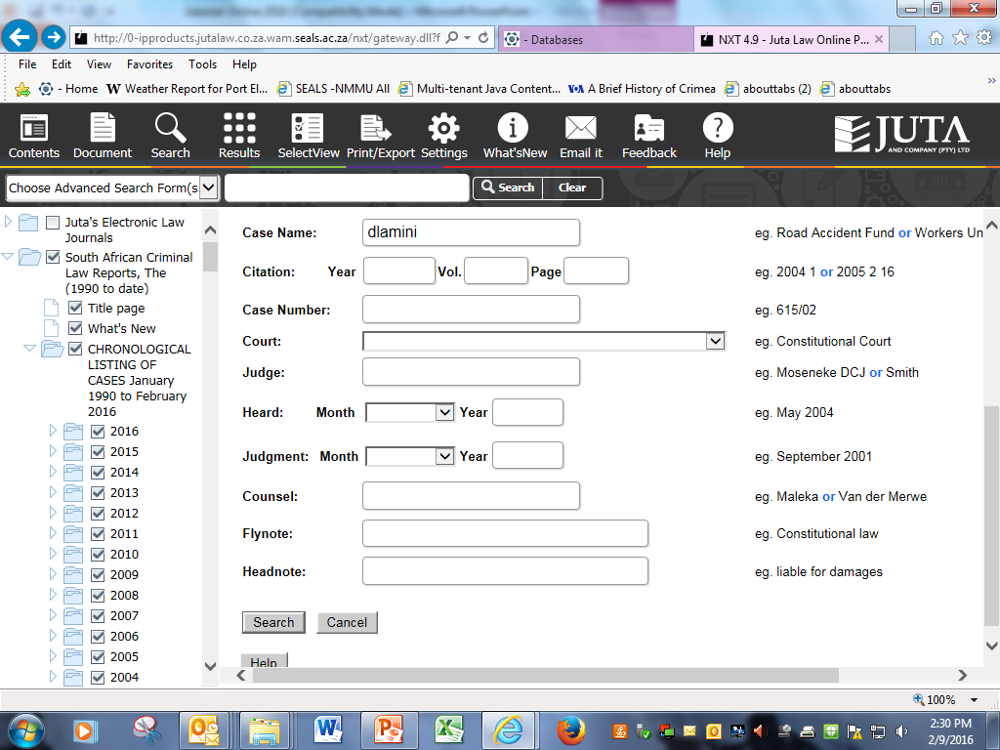 http://0-ipproducts.jutalaw.co.za.wam.seals.ac.za/nxt/gateway.dll?f
- Databases
NXT 4.9 - Juta Law Online P...
File Edit View Favorites Tools Help
- Home
W Weather Report for Port El...
SEALS -NMMU All
Multi-tenant Java Content...
VOA A Brief History of Crimea
abouttabs (2)
abouttabs
Contents Document Search Results SelectView Print/Export Settings What'sNew Email it Feedback Help
JUTA
AND COMPANY (PTY) LTD
Choose Advanced Search Form(s
Search Clear
Juta's Electronic Law
Journals
South African Criminal
Law Reports, The
(1990 to date)
Title page
What's New
CHRONOLOGICAL
LISTING OF
CASES January
1990 to February
2016
2016
2015
2014
2013
2012
2011
2010
2009
2008
2007
2006
2005
2004
Case Name: dlamini eg. Road Accident Fund or Workers Un
Citation: Year Vol. Page eg. 2004 1 or 2005 2 16
Case Number: eg. 615/02
Court: eg. Constitutional Court
Judge: eg. Moseneke DCJ or Smith
Heard: Month Year eg. May 2004
Judgment: Month Year eg. September 2001
Counsel: eg. Maleka or Van der Merwe
Flynote: eg. Constitutional law
Headnote: eg. liable for damages
Search Cancel
Help
100%
2:30 PM
2/9/2016